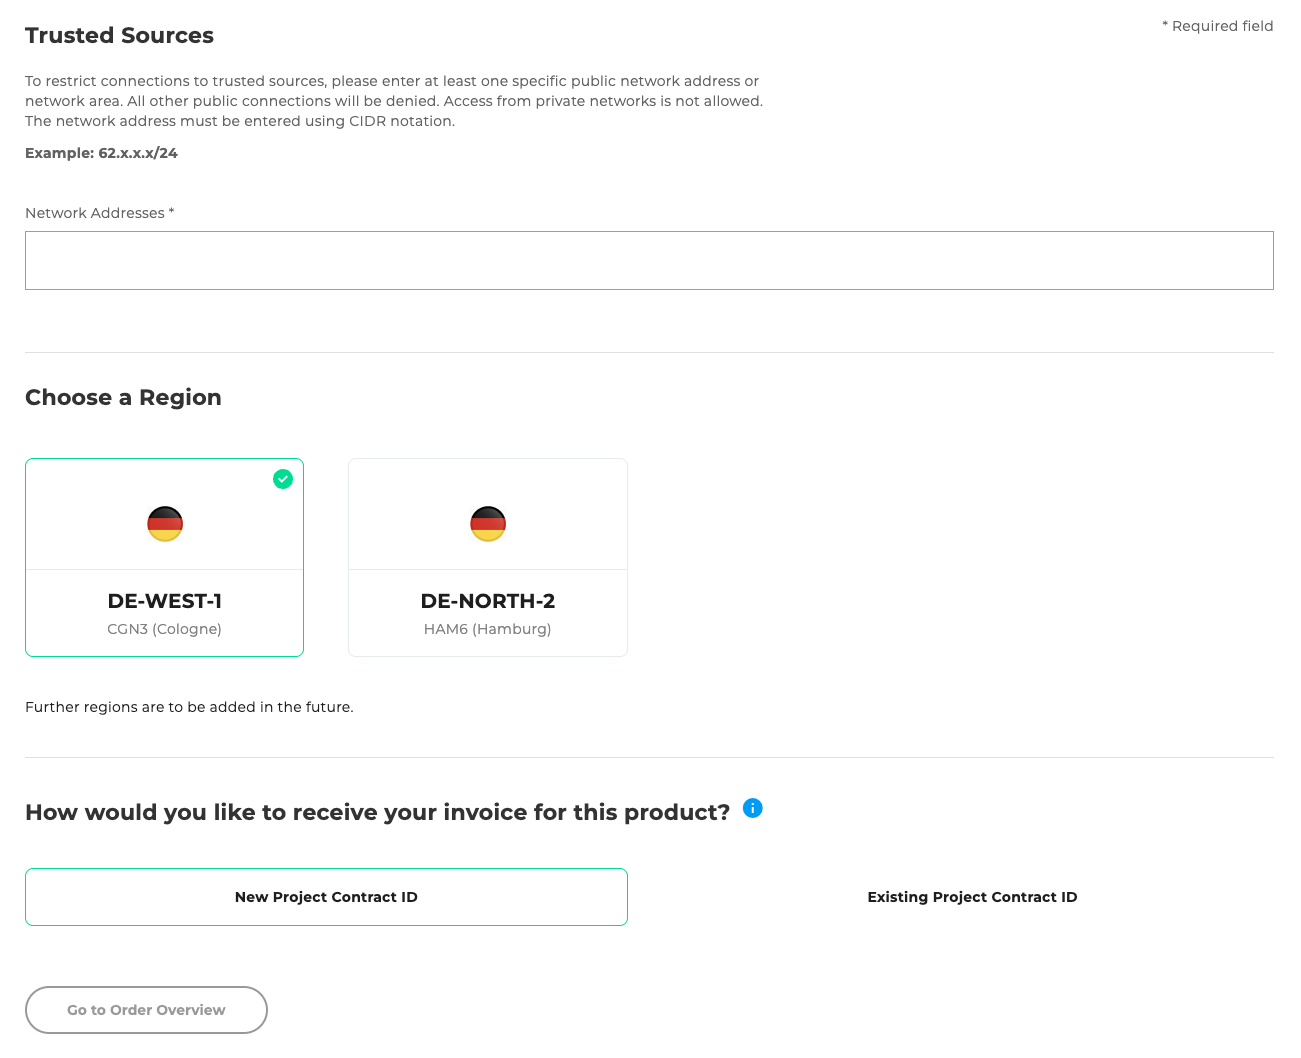 Trusted Sources
* Required field
To restrict connections to trusted sources, please enter at least one specific public network address or
network area. All other public connections will be denied. Access from private networks is not allowed.
The network address must be entered using CIDR notation.
Example: 62.x.x.x/24
Network Addresses *
Choose a Region
DE-WEST-1
CGN3 (Cologne)
DE-NORTH-2
HAM6 (Hamburg)
Further regions are to be added in the future.
How would you like to receive your invoice for this product?
New Project Contract ID
Existing Project Contract ID
Go to Order Overview